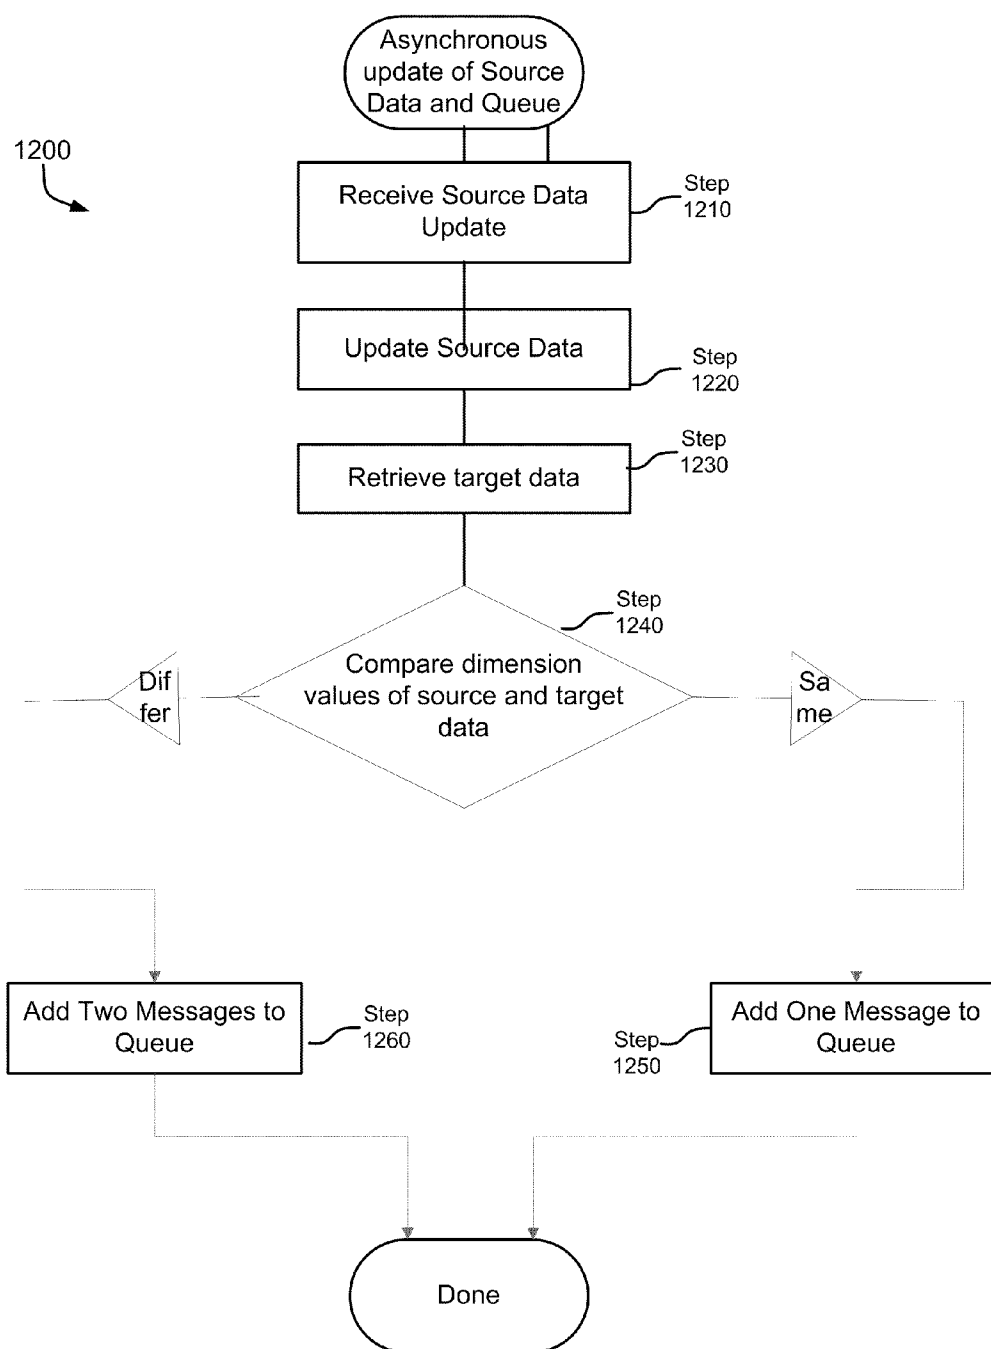 Asynchronous
update of Source
Data and Queue
1200
Receive Source Data
Update
Step
1210
Update Source Data
Step
1220
Retrieve target data
Step
1230
Step
1240
Compare dimension
values of source and target
data
Dif
fer
Sa
me
Add Two Messages to
Queue
Step
1260
Step
1250
Add One Message to
Queue
Done